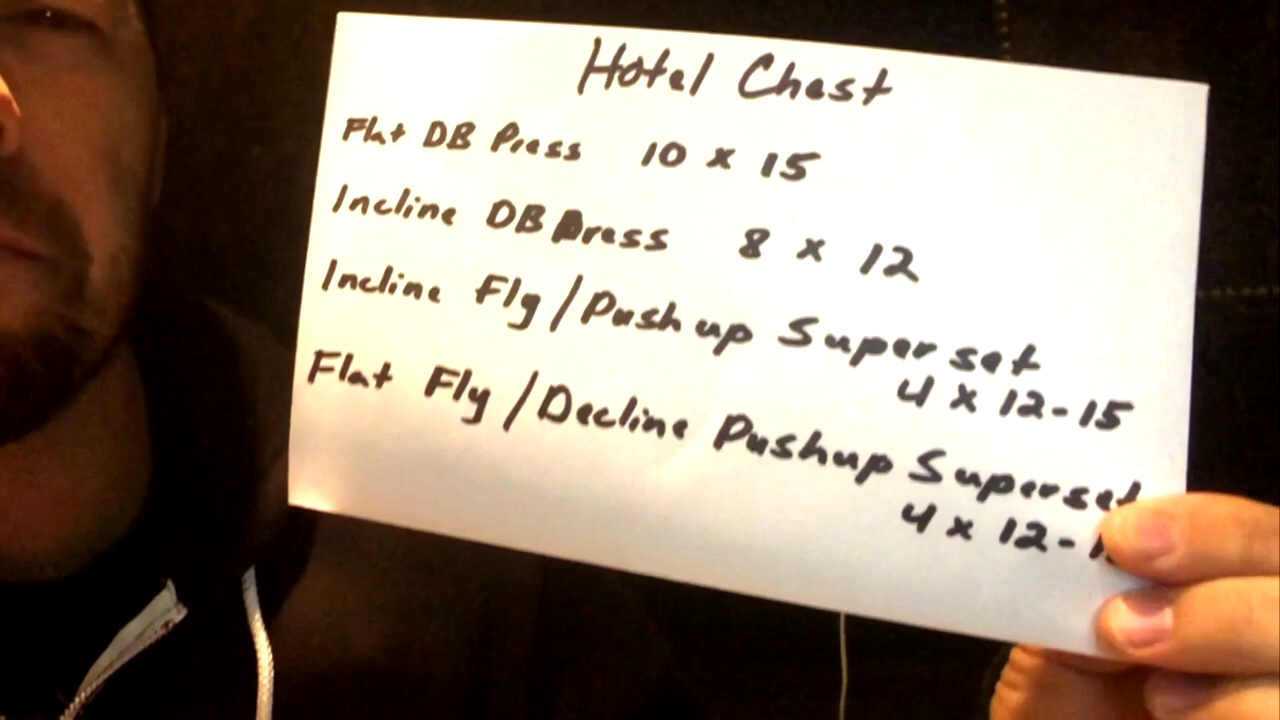 Hotel Chest
Flat DB Press 10 x 15
Incline DB Press 8 x 12
Incline Fly/Pushup Superset
4 x 12-15
Flat Fly/Decline Pushup Superset
4 x 12-